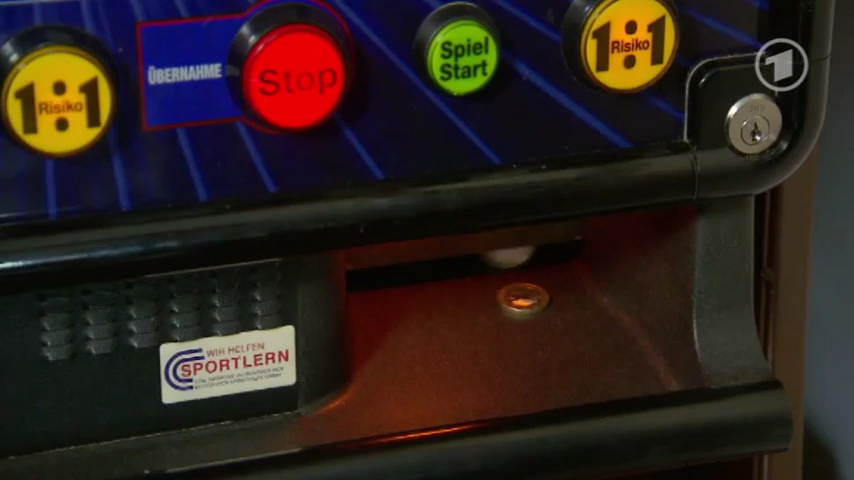 1:1
Risiko
ÜBERNAHME
Stop
Spiel
Start
1:1
Risiko
1
WIR HELFEN
SPORTLERN